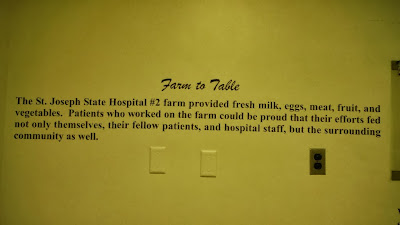 Farm to Table
The St. Joseph State Hospital #2 farm provided fresh milk, eggs, meat, fruit, and
vegetables. Patients who worked on the farm could be proud that their efforts fed
not only themselves, their fellow patients, and hospital staff, but the surrounding
community as well.